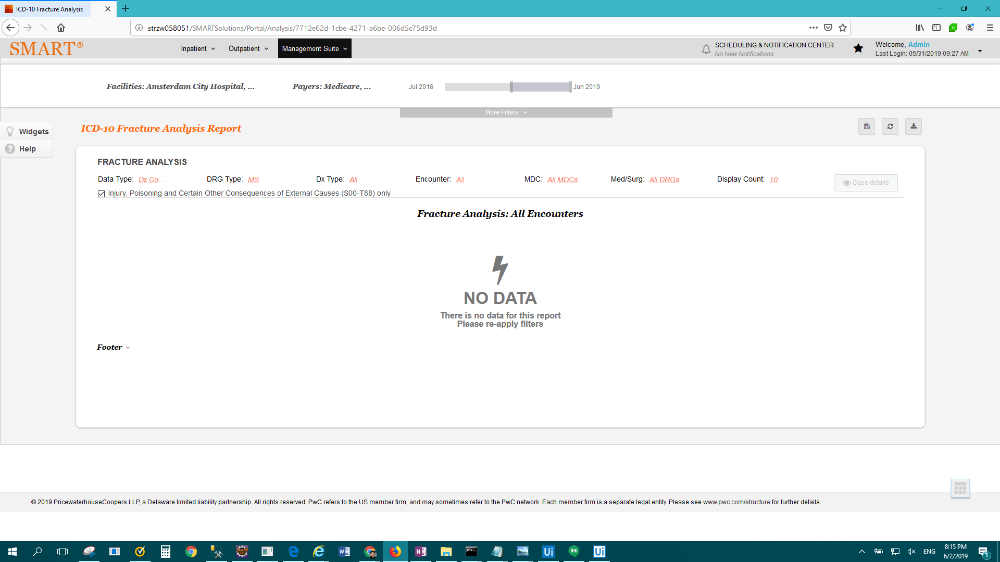 ICD-10 Fracture Analysis
strzw058051/SMARTSolutions/Portal/Analysis/7712e62d-1cbe-4271-a6be-006d5c75d93d
SMART®
Inpatient
Outpatient
Management Suite
SCHEDULING & NOTIFICATION CENTER
No New Notifications
Welcome, Admin
Last Login: 05/31/2019 09:27 AM
Facilities: Amsterdam City Hospital, ...
Payers: Medicare, ...
Jul 2018
Jun 2019
More Filters
Widgets
Help
ICD-10 Fracture Analysis Report
FRACTURE ANALYSIS
Data Type: Dx Co...
DRG Type: MS
Dx Type: All
Encounter: All
MDC: All MDCs
Med/Surg: All DRGs
Display Count: 10
Case details
Injury, Poisoning and Certain Other Consequences of External Causes (S00-T88) only
Fracture Analysis: All Encounters
NO DATA
There is no data for this report
Please re-apply filters
Footer
© 2019 PricewaterhouseCoopers LLP, a Delaware limited liability partnership. All rights reserved. PwC refers to the US member firm, and may sometimes refer to the PwC network. Each member firm is a separate legal entity. Please see www.pwc.com/structure for further details.
ENG
8:15 PM
6/2/2019
1